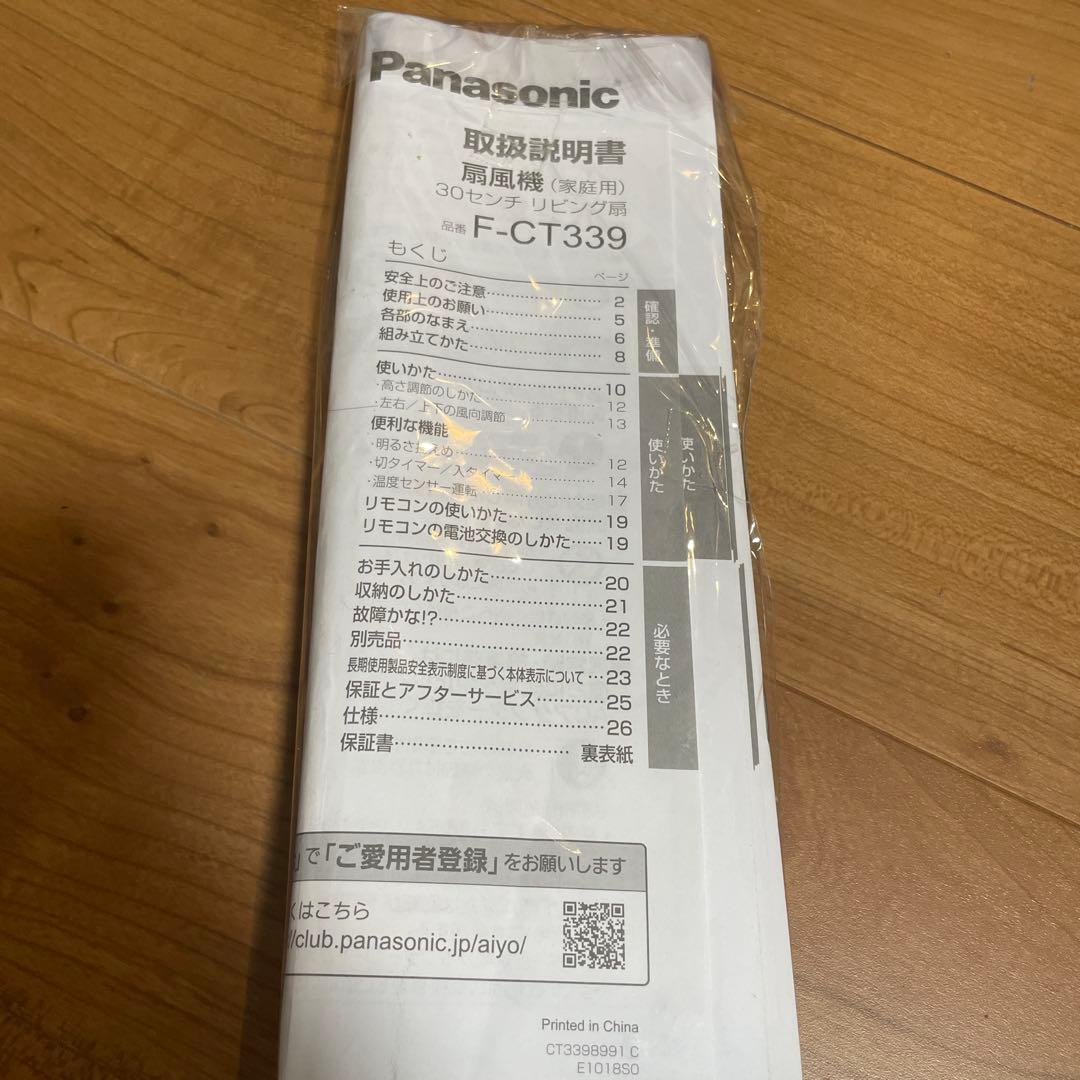 Panasonic
取扱説明書
扇風機（家庭用）
30センチ リビング扇
品番 F-CT339
もくじ
ページ
安全上のご注意 2
使用上のお願い 5
各部のなまえ 6
組み立てかた 8
確認・準備
使いかた 10
・高さ調節のしかた 12
・左右／上下の風向調節 13
便利な機能
・明るさ控えめ 12
・切タイマー／入タイマー 14
・温度センサー運転 17
リモコンの使いかた 19
リモコンの電池交換のしかた 19
使いかた
使いかた
お手入れのしかた 20
収納のしかた 21
故障かな!? 22
別売品 22
長期使用製品安全表示制度に基づく本体表示について 23
保証とアフターサービス 25
仕様 26
保証書 裏表紙
必要なとき
」で「ご愛用者登録」をお願いします
くはこちら
//club.panasonic.jp/aiyo/
Printed in China
CT3398991 C
E1018S0